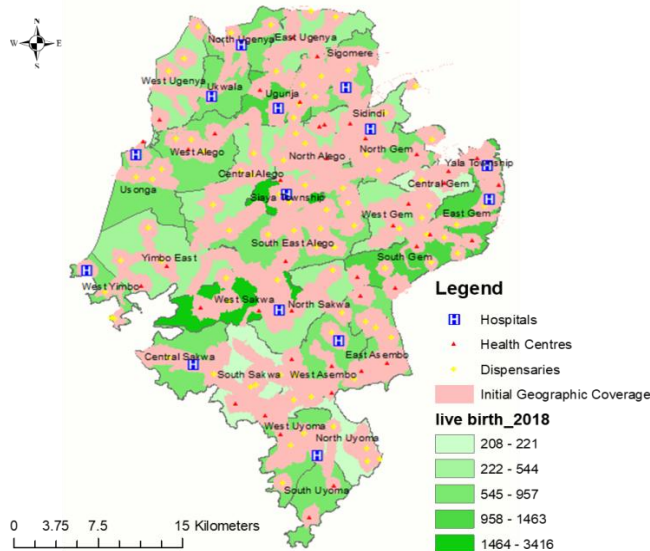 N
W E
S
North Ugenya
East Ugenya
Sigomere
West Ugenya
Ukwala
Ugunja
Sidindi
West Alego
North Alego
North Gem
Yala Township
Central Alego
Central Gem
Usonga
Siaya Township
West Gem
East Gem
South East Alego
South Gem
Yimbo East
West Yimbo
West Sakwa
North Sakwa
Central Sakwa
East Asembo
South Sakwa
West Asembo
West Uyoma
North Uyoma
South Uyoma
Legend
H Hospitals
Health Centres
Dispensaries
Initial Geographic Coverage
live birth_2018
208 - 221
222 - 544
545 - 957
958 - 1463
1464 - 3416
0 3.75 7.5 15 Kilometers